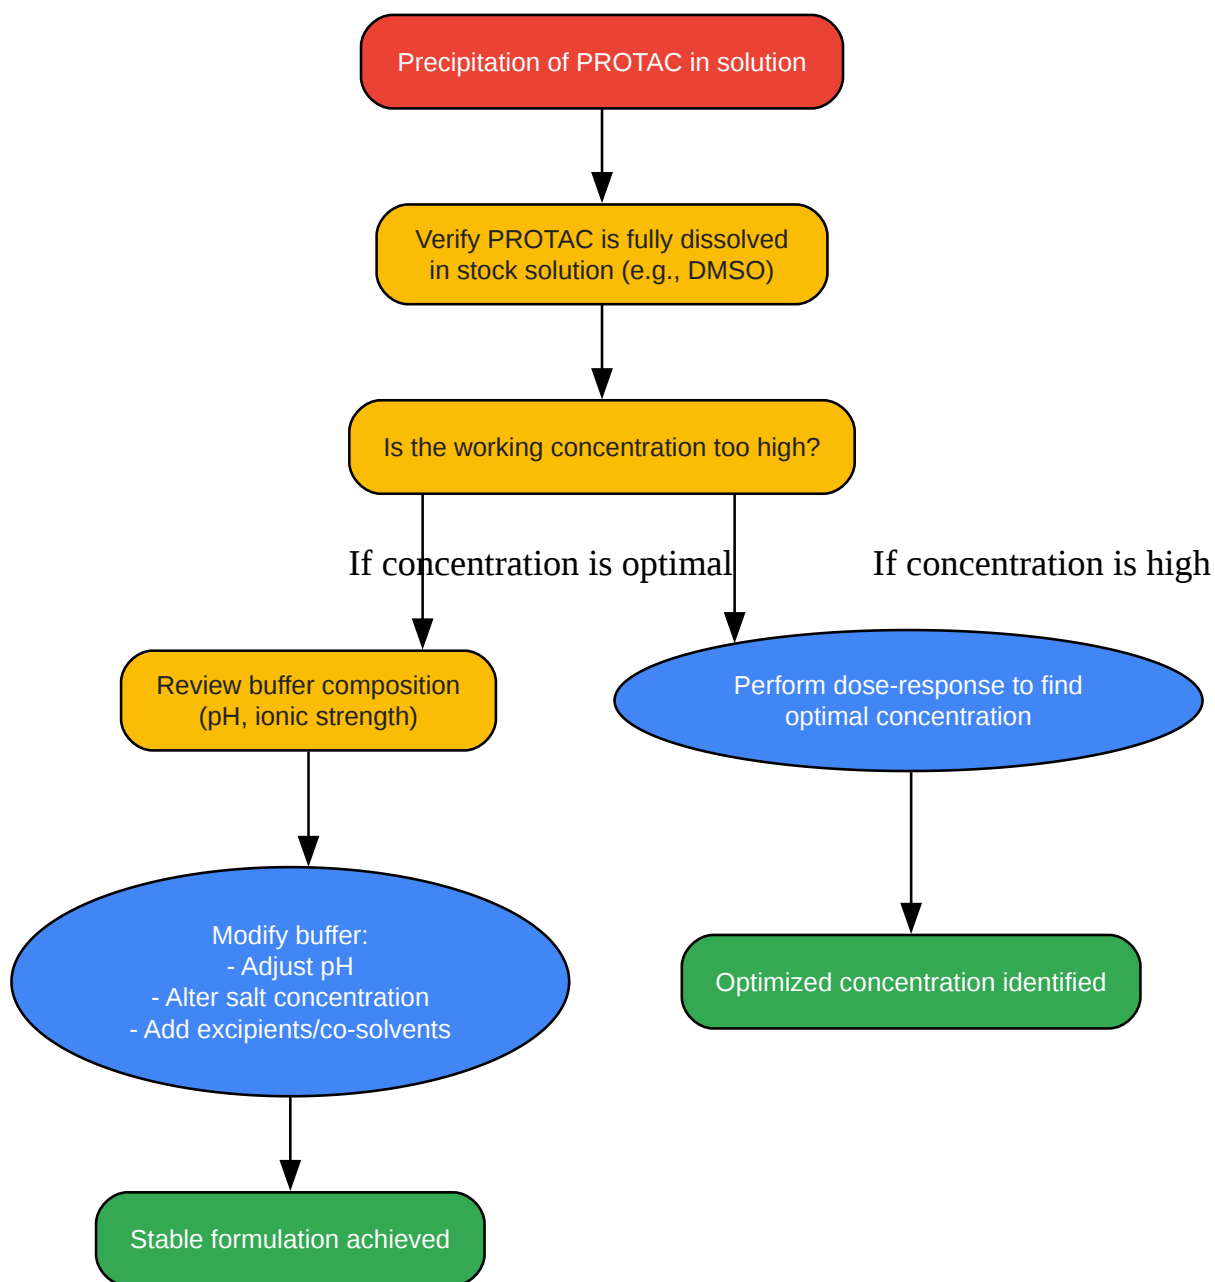 Precipitation of PROTAC in solution
Verify PROTAC is fully dissolved
in stock solution (e.g., DMSO)
Is the working concentration too high?
If concentration is optimal
If concentration is high
Review buffer composition
(pH, ionic strength)
Perform dose-response to find
optimal concentration
Modify buffer:
- Adjust pH
- Alter salt concentration
- Add excipients/co-solvents
Optimized concentration identified
Stable formulation achieved